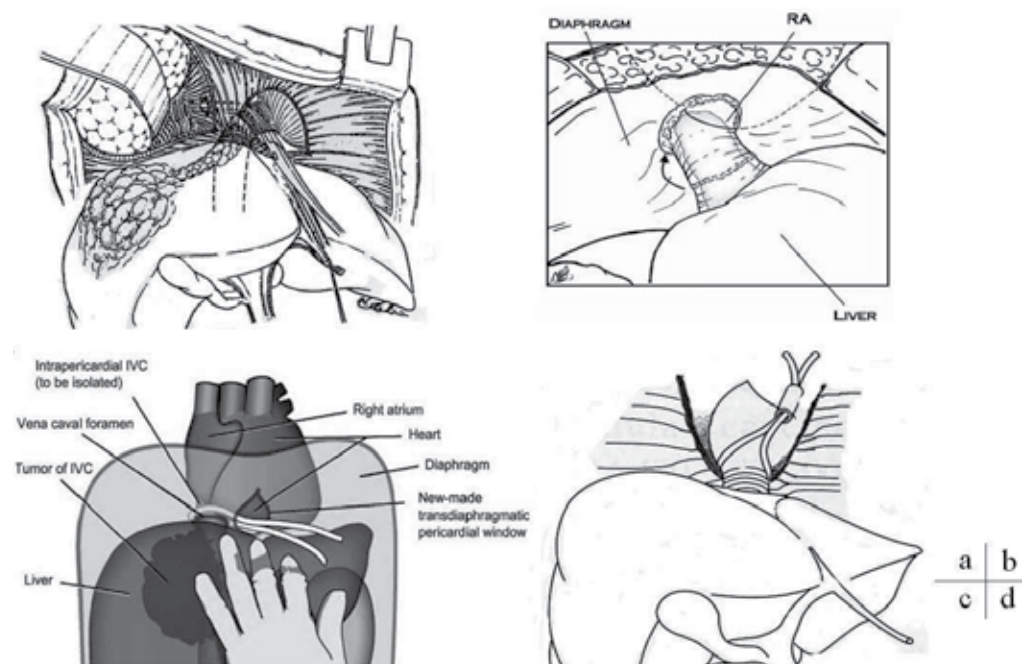 DIAPHRAGM
RA
LIVER
Intrapericardial IVC
(to be isolated)
Vena caval foramen
Tumor of IVC
Liver
Right atrium
Heart
Diaphragm
New-made
transdiaphragmatic
pericardial window
a b
c d